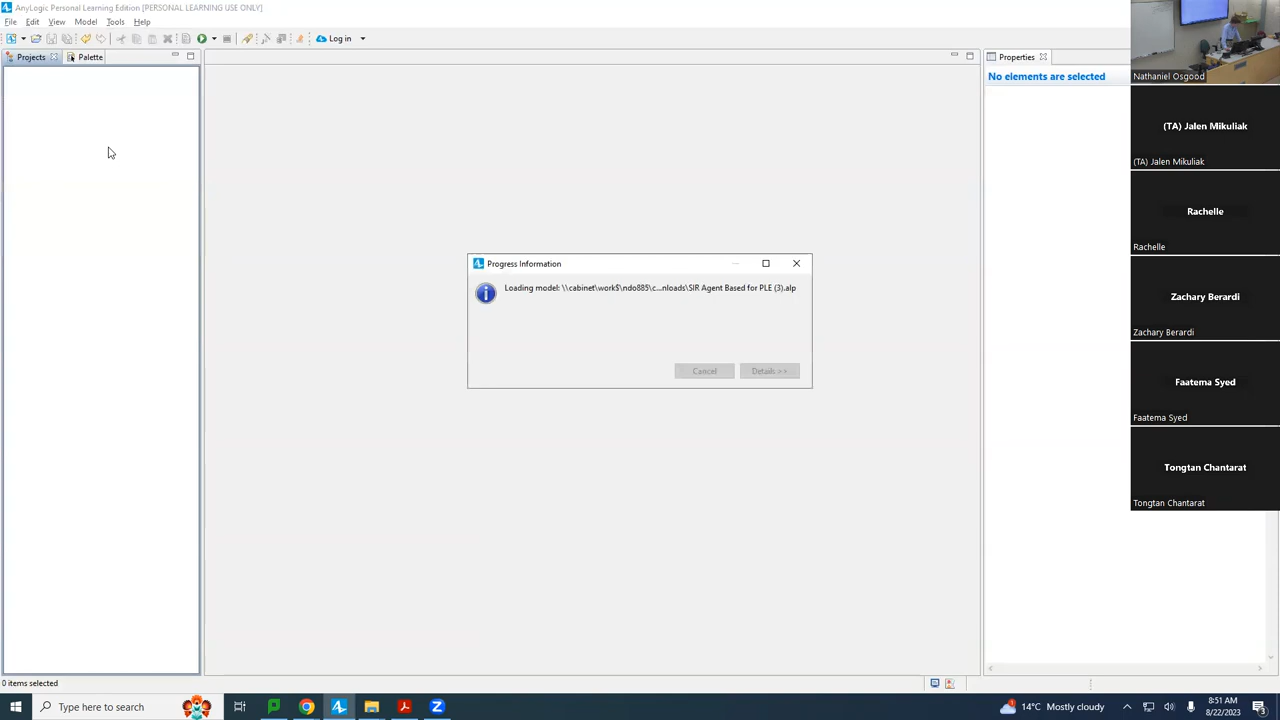 AnyLogic Personal Learning Edition [PERSONAL LEARNING USE ONLY]
File Edit View Model Tools Help
Log in
Projects Palette
Properties
No elements are selected
Nathaniel Osgood
(TA) Jalen Mikuliak
(TA) Jalen Mikuliak
Rachelle
Rachelle
Progress Information
Loading model: \\cabinet\work$\ndo885\c...nloads\SIR Agent Based for PLE (3).alp
Cancel Details >>
Zachary Berardi
Zachary Berardi
Faatema Syed
Faatema Syed
Tongtan Chantarat
Tongtan Chantarat
0 items selected
Type here to search
14°C Mostly cloudy
8:51 AM
8/22/2023
3